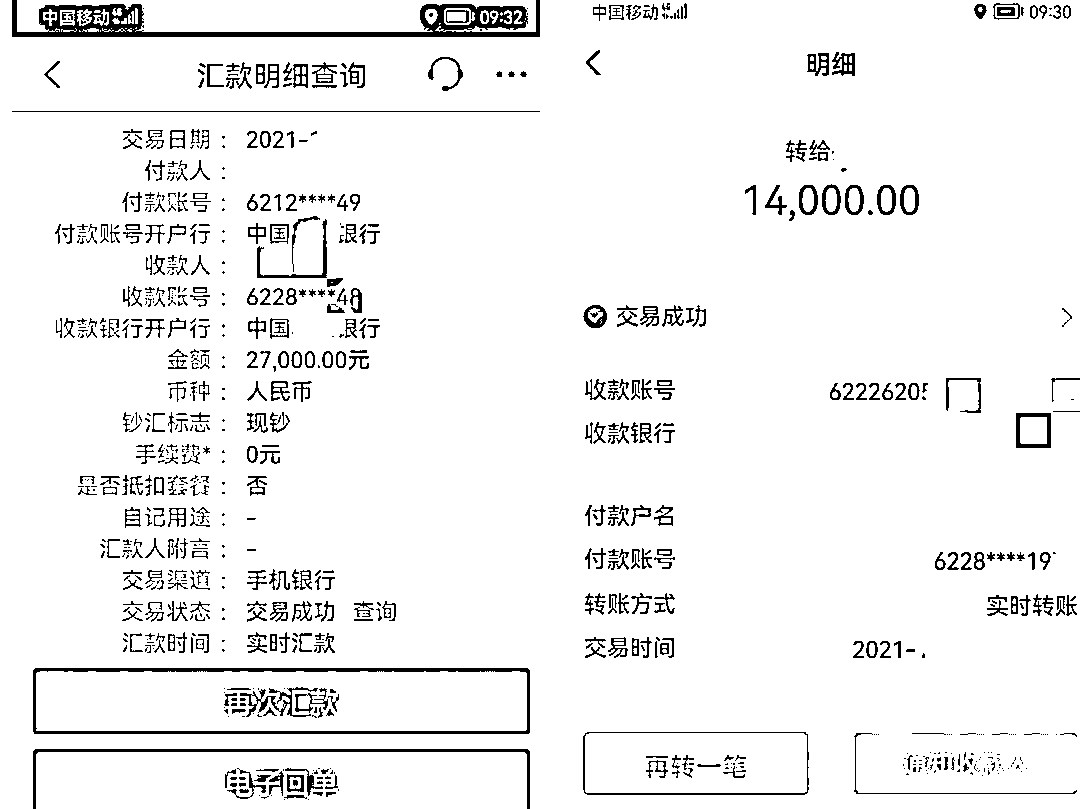 中国移动 09:32
汇款明细查询
交易日期： 2021-
付款人：
付款账号： 6212****49
付款账号开户行： 中国 银行
收款人：
收款账号： 6228****48
收款银行开户行： 中国 银行
金额： 27,000.00元
币种： 人民币
钞汇标志： 现钞
手续费*： 0元
是否抵扣套餐： 否
自记用途： -
汇款人附言： -
交易渠道： 手机银行
交易状态： 交易成功 查询
汇款时间： 实时汇款
再次汇款
电子回单
中国移动 09:30
明细
转给
14,000.00
交易成功
收款账号 6222620
收款银行
付款户名
付款账号 6228****19
转账方式 实时转账
交易时间 2021-
再转一笔
通知收款人